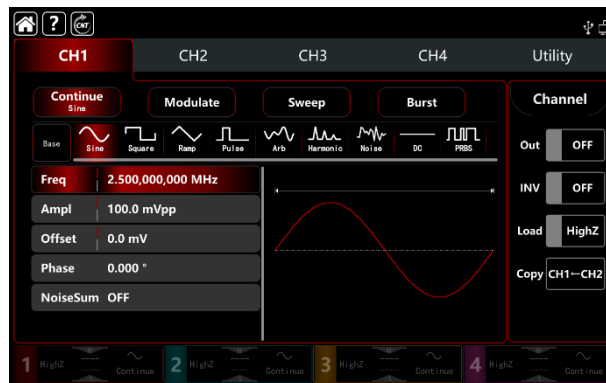 ? CNT
CH1 CH2 CH3 CH4 Utility
Continue Modulate Sweep Burst Channel
Sine
Base Sine Square Ramp Pulse Arb Harmonic Noise DC PRBS
Out OFF
Freq 2.500,000,000 MHz
INV OFF
Ampl 100.0 mVpp
Offset 0.0 mV
Load HighZ
Phase 0.000 °
Copy CH1←CH2
NoiseSum OFF
1 HighZ Continue 2 HighZ Continue 3 HighZ Continue 4 HighZ Continue